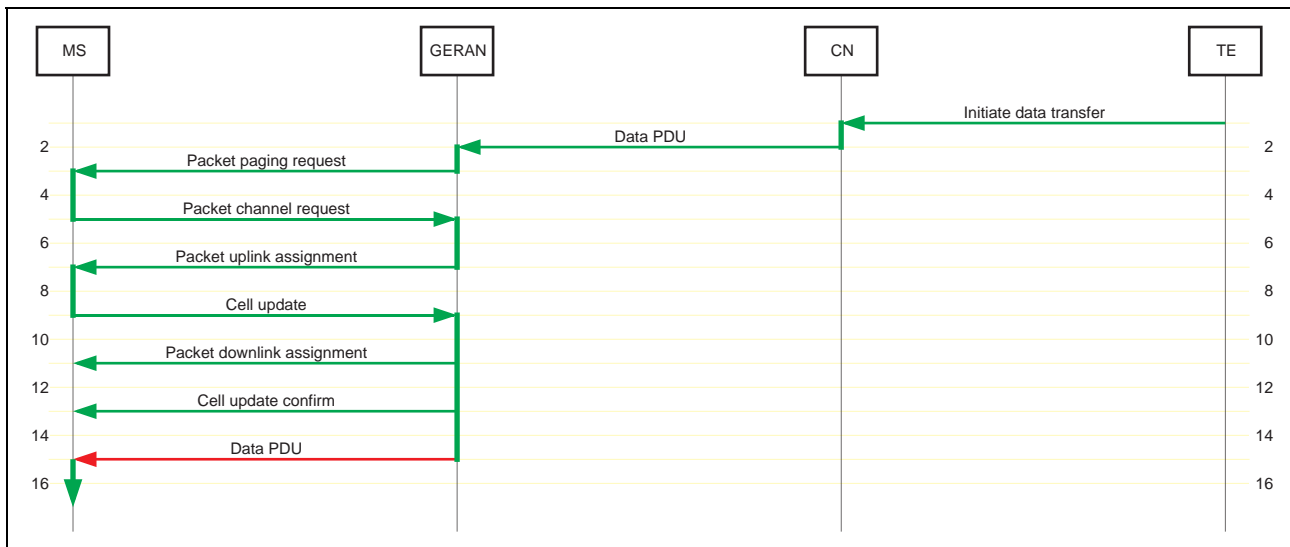 MS GERAN CN TE
Initiate data transfer
Data PDU
2 2
Packet paging request
4 4
Packet channel request
6 6
Packet uplink assignment
8 8
Cell update
10 10
Packet downlink assignment
12 12
Cell update confirm
14 14
Data PDU
16 16